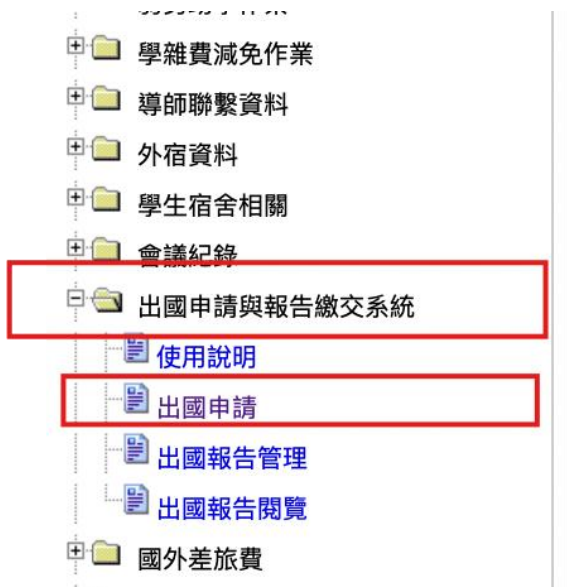 學雜費減免作業
導師聯繫資料
外宿資料
學生宿舍相關
會議紀錄
出國申請與報告繳交系統
使用說明
出國申請
出國報告管理
出國報告閱覽
國外差旅費